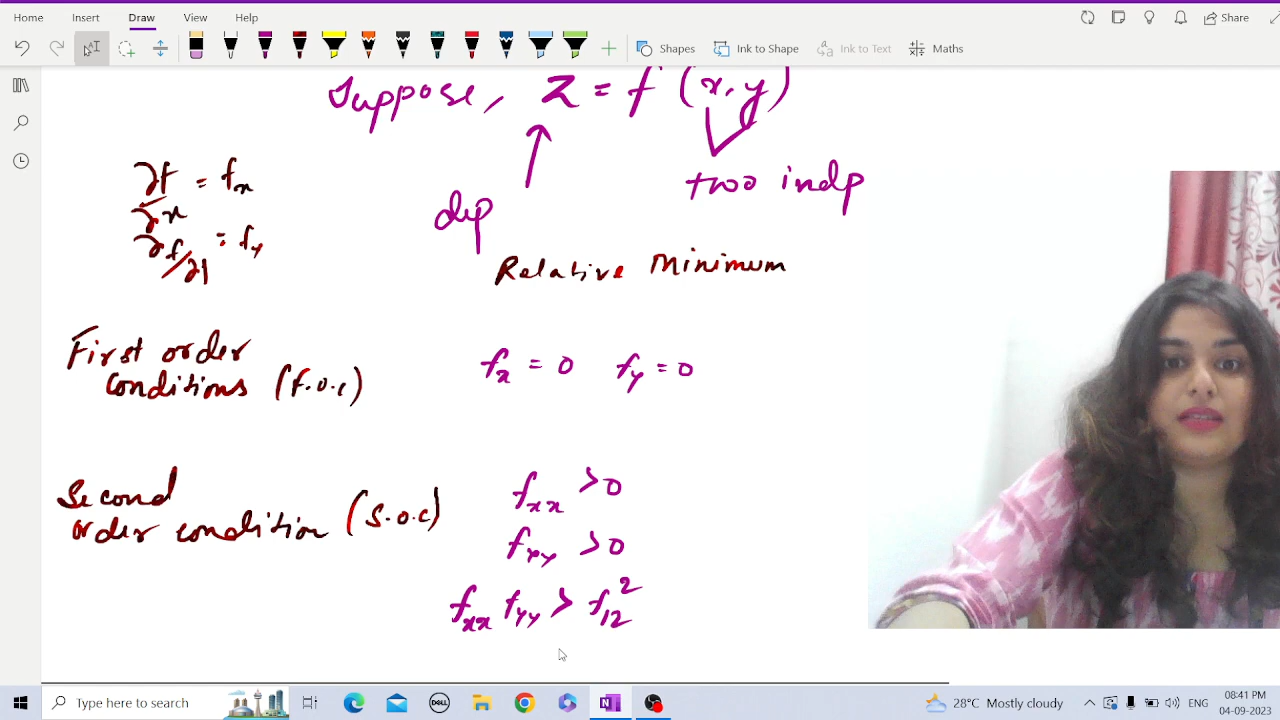 Home Insert Draw View Help Share
Shapes Ink to Shape Ink to Text Maths
Suppose, Z = f (x, y)
∂f/∂x = fx
two indp
dep
∂f/∂y = fy
Relative Minimum
First order
conditions (F.O.C)
fx = 0 fy = 0
Second
order condition (S.O.C)
fxx > 0
fyy > 0
fxx fyy > f12²
Type here to search
DELL
28°C Mostly cloudy
8:41 PM
04-09-2023